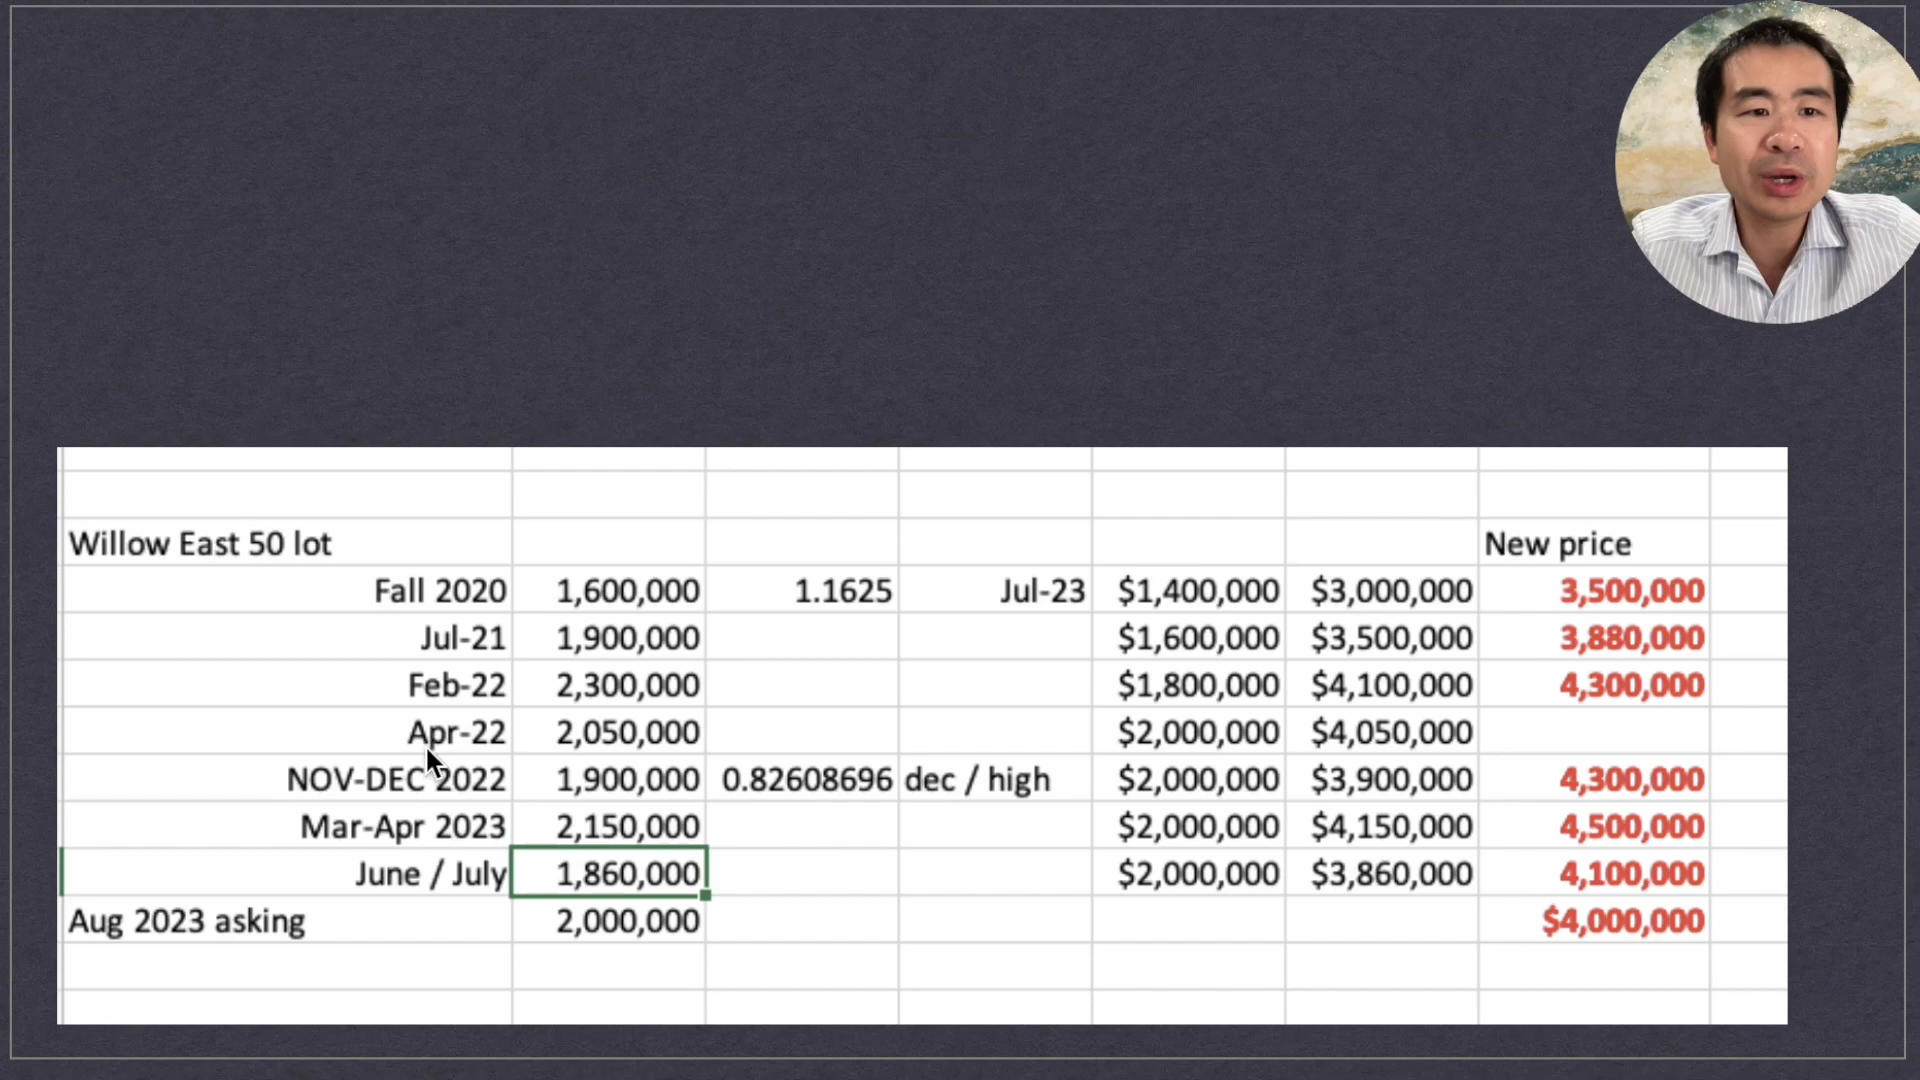 Willow East 50 lot New price
Fall 2020 1,600,000 1.1625 Jul-23 $1,400,000 $3,000,000 3,500,000
Jul-21 1,900,000 $1,600,000 $3,500,000 3,880,000
Feb-22 2,300,000 $1,800,000 $4,100,000 4,300,000
Apr-22 2,050,000 $2,000,000 $4,050,000
NOV-DEC 2022 1,900,000 0.82608696 dec / high $2,000,000 $3,900,000 4,300,000
Mar-Apr 2023 2,150,000 $2,000,000 $4,150,000 4,500,000
June / July 1,860,000 $2,000,000 $3,860,000 4,100,000
Aug 2023 asking 2,000,000 $4,000,000